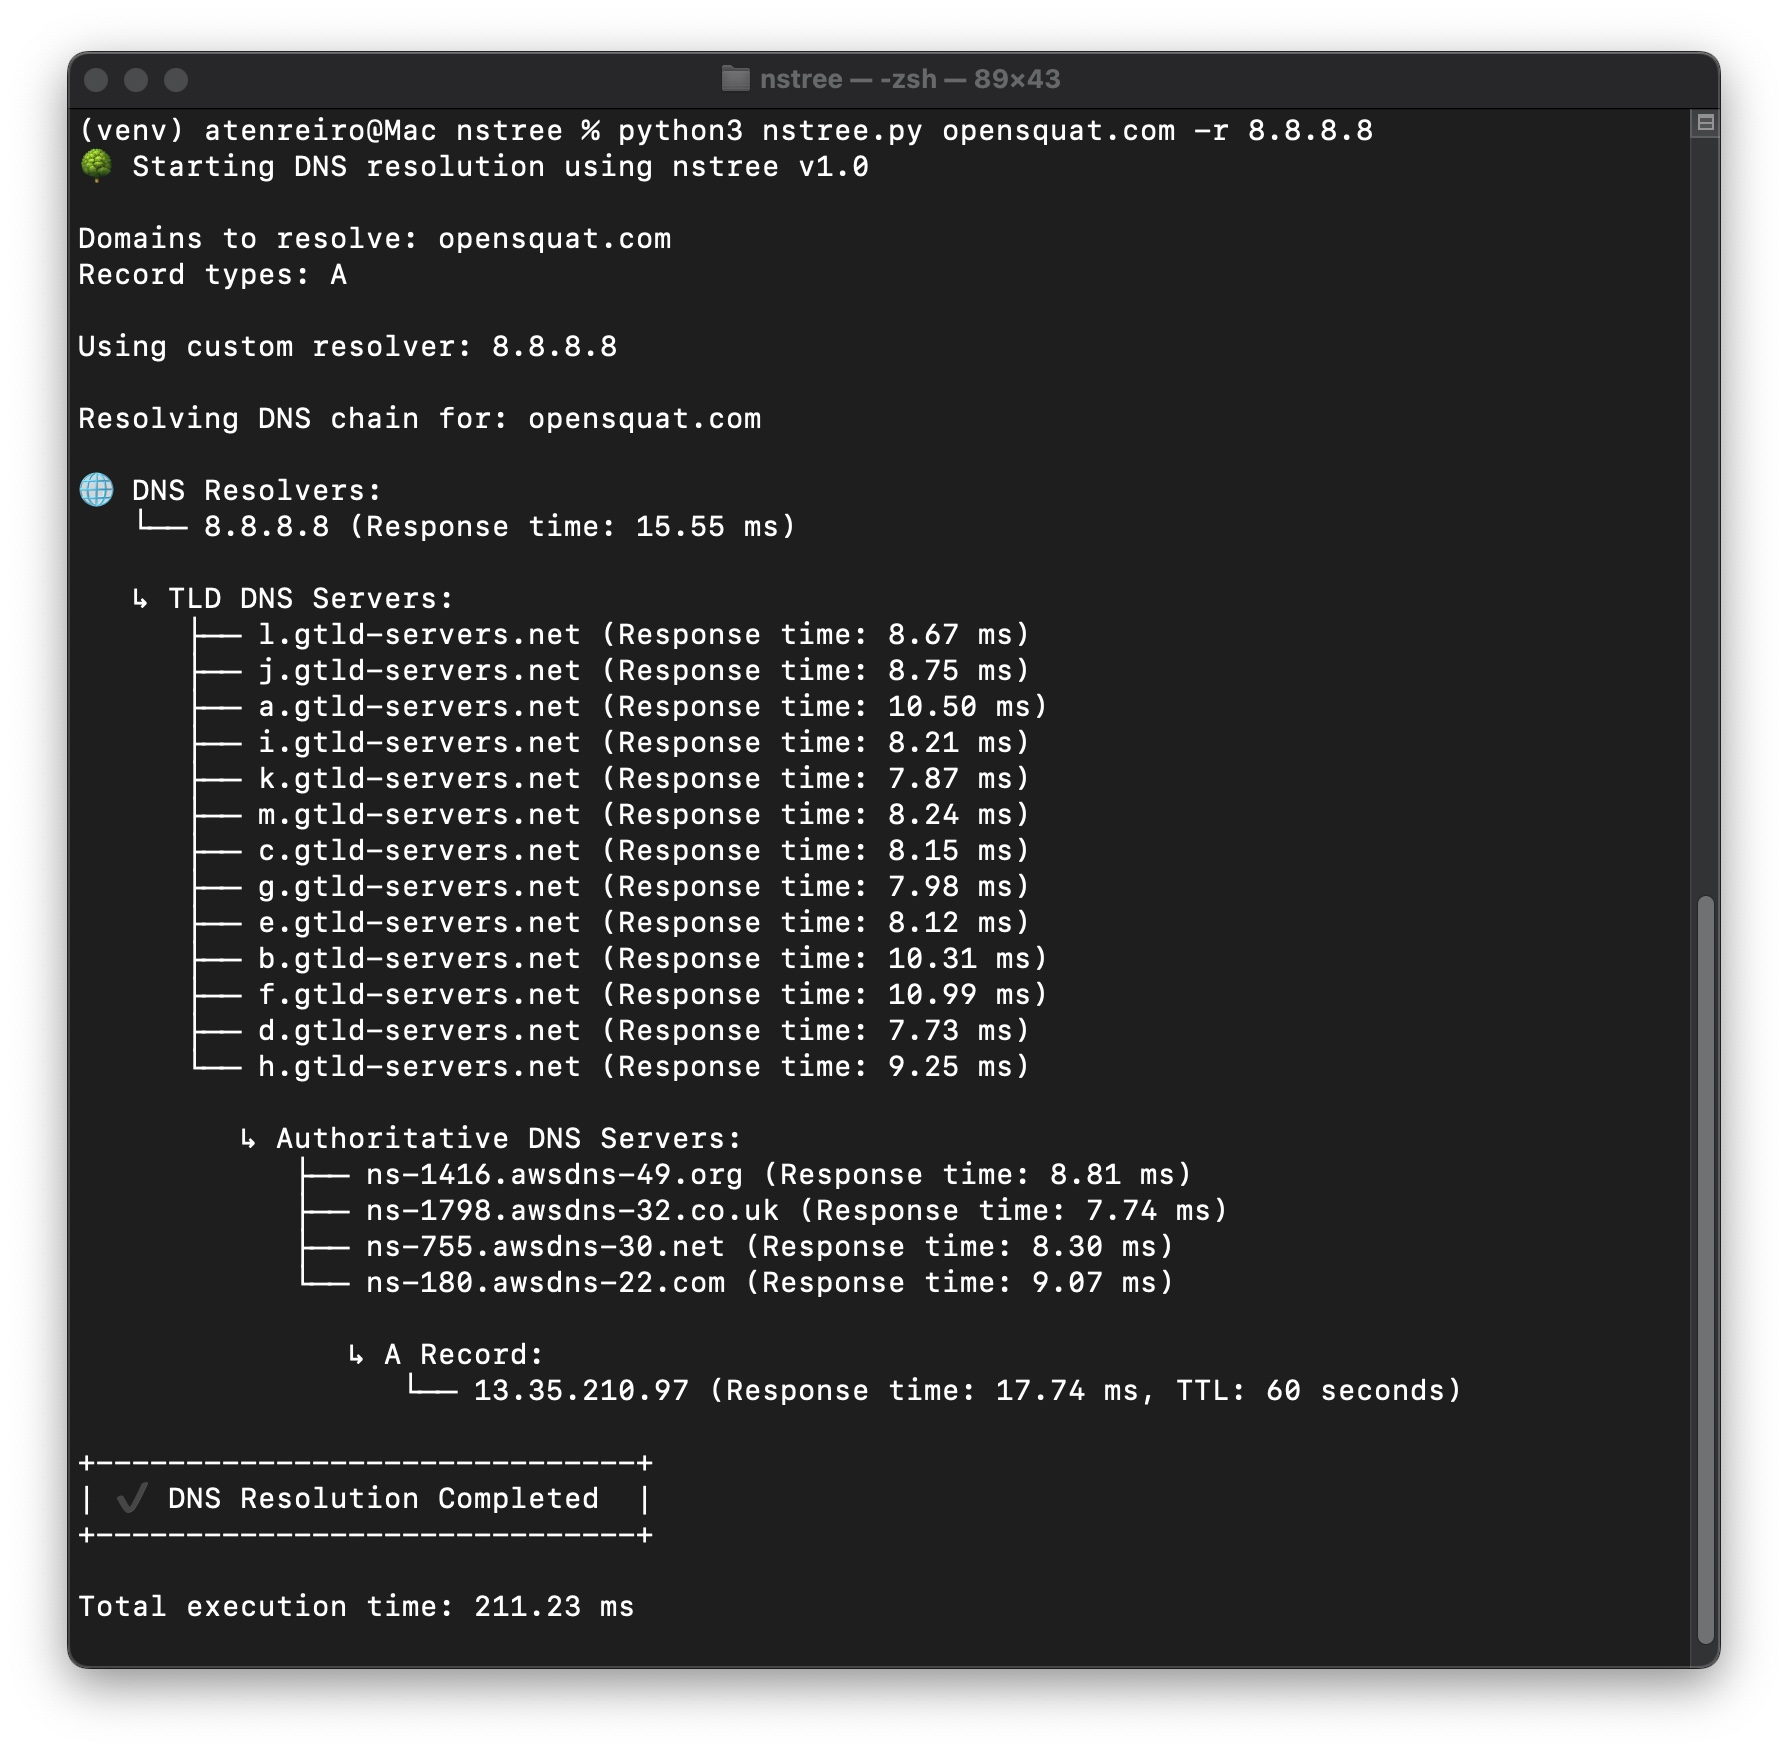 nstree — -zsh — 89×43
(venv) atenreiro@Mac nstree % python3 nstree.py opensquat.com -r 8.8.8.8
🌳 Starting DNS resolution using nstree v1.0
Domains to resolve: opensquat.com
Record types: A
Using custom resolver: 8.8.8.8
Resolving DNS chain for: opensquat.com
🌐 DNS Resolvers:
└── 8.8.8.8 (Response time: 15.55 ms)
↳ TLD DNS Servers:
├── l.gtld-servers.net (Response time: 8.67 ms)
├── j.gtld-servers.net (Response time: 8.75 ms)
├── a.gtld-servers.net (Response time: 10.50 ms)
├── i.gtld-servers.net (Response time: 8.21 ms)
├── k.gtld-servers.net (Response time: 7.87 ms)
├── m.gtld-servers.net (Response time: 8.24 ms)
├── c.gtld-servers.net (Response time: 8.15 ms)
├── g.gtld-servers.net (Response time: 7.98 ms)
├── e.gtld-servers.net (Response time: 8.12 ms)
├── b.gtld-servers.net (Response time: 10.31 ms)
├── f.gtld-servers.net (Response time: 10.99 ms)
├── d.gtld-servers.net (Response time: 7.73 ms)
└── h.gtld-servers.net (Response time: 9.25 ms)
↳ Authoritative DNS Servers:
├── ns-1416.awsdns-49.org (Response time: 8.81 ms)
├── ns-1798.awsdns-32.co.uk (Response time: 7.74 ms)
├── ns-755.awsdns-30.net (Response time: 8.30 ms)
└── ns-180.awsdns-22.com (Response time: 9.07 ms)
↳ A Record:
└── 13.35.210.97 (Response time: 17.74 ms, TTL: 60 seconds)
+------------------------------+
| ✔ DNS Resolution Completed |
+------------------------------+
Total execution time: 211.23 ms